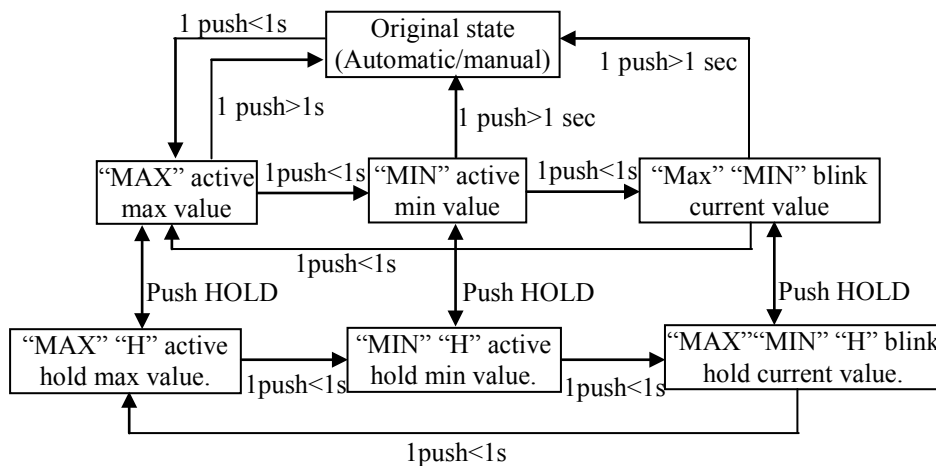 1 push<1s
Original state
(Automatic/manual)
1 push>1s
1 push>1 sec
1 push>1 sec
“MAX” active
max value
1push<1s
“MIN” active
min value
1push<1s
“Max” “MIN” blink
current value
1push<1s
Push HOLD
Push HOLD
Push HOLD
“MAX” “H” active
hold max value.
1push<1s
“MIN” “H” active
hold min value.
1push<1s
“MAX”“MIN” “H” blink
hold current value.
1push<1s